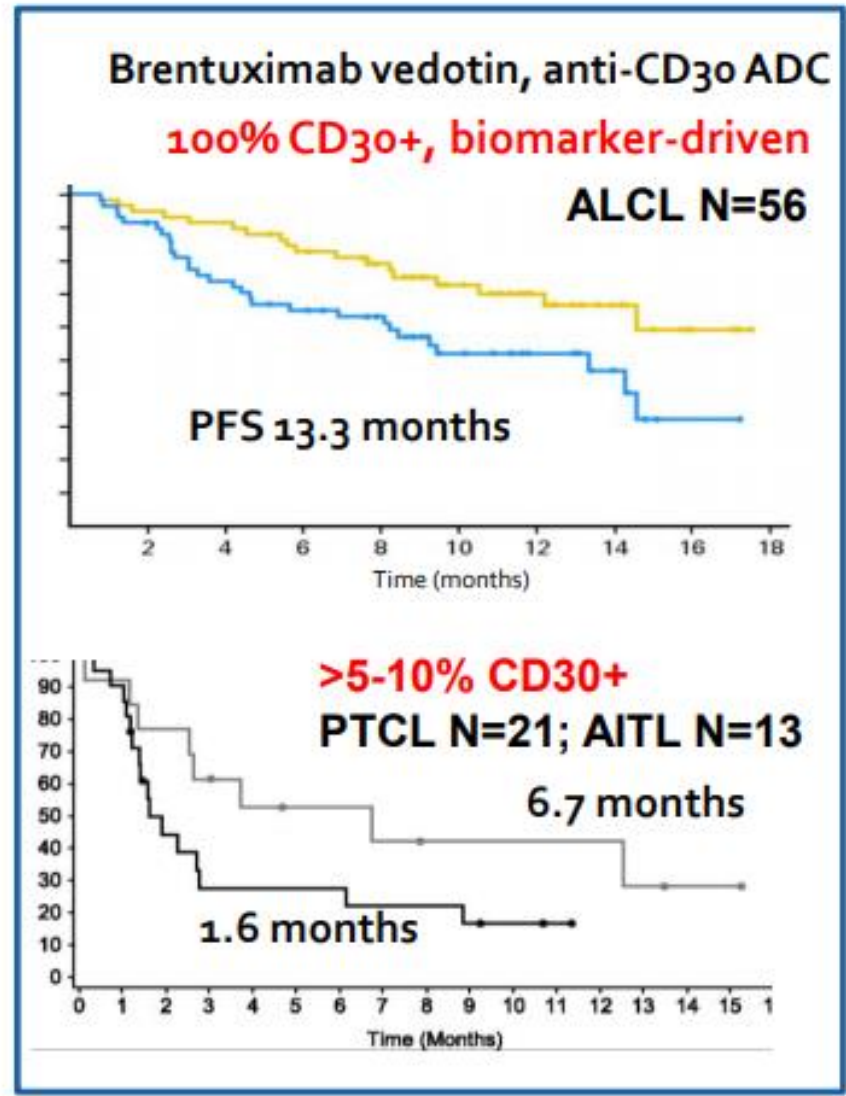 Brentuximab vedotin, anti-CD30 ADC
100% CD30+, biomarker-driven
ALCL N=56
PFS 13.3 months
2 4 6 8 10 12 14 16 18
Time (months)
>5-10% CD30+
PTCL N=21; AITL N=13
6.7 months
1.6 months
90
80
70
60
50
40
30
20
10
0
0 1 2 3 4 5 6 7 8 9 10 11 12 13 14 15 1
Time (Months)